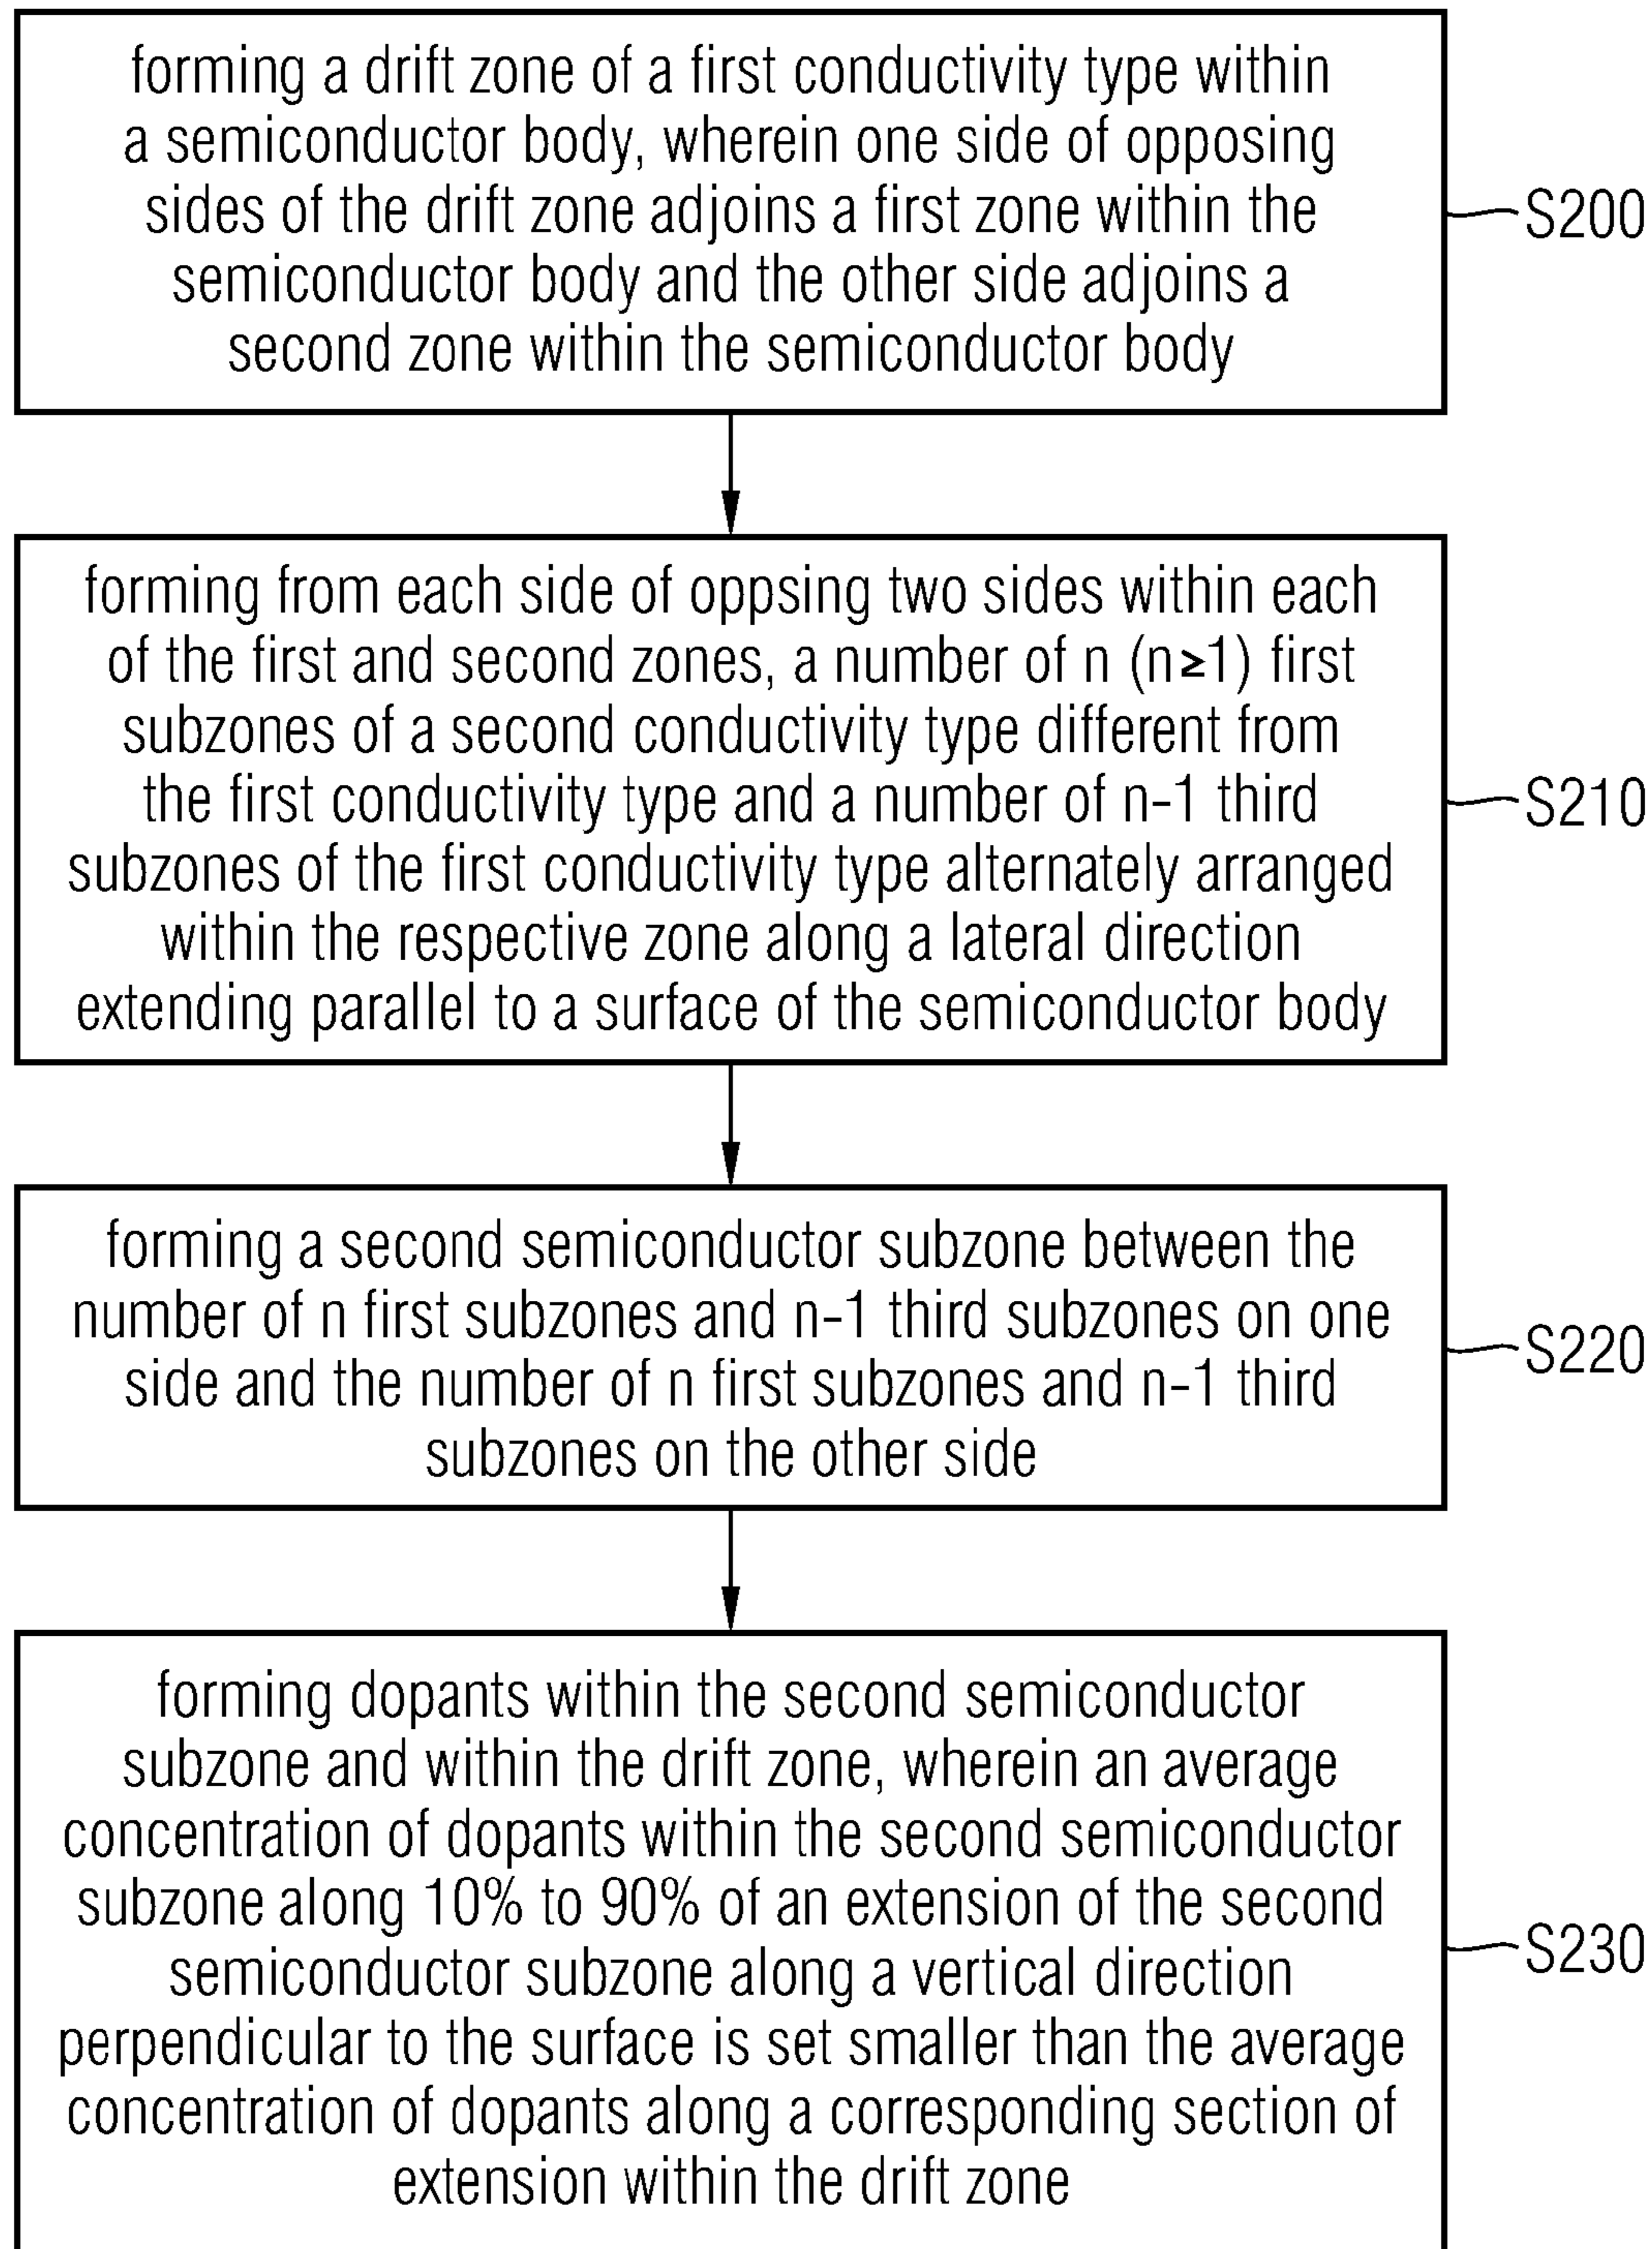 forming a drift zone of a first conductivity type within
a semiconductor body, wherein one side of opposing
sides of the drift zone adjoins a first zone within the
semiconductor body and the other side adjoins a
second zone within the semiconductor body
S200
forming from each side of oppsing two sides within each
of the first and second zones, a number of n (n≥1) first
subzones of a second conductivity type different from
the first conductivity type and a number of n-1 third
subzones of the first conductivity type alternately arranged
within the respective zone along a lateral direction
extending parallel to a surface of the semiconductor body
S210
forming a second semiconductor subzone between the
number of n first subzones and n-1 third subzones on one
side and the number of n first subzones and n-1 third
subzones on the other side
S220
forming dopants within the second semiconductor
subzone and within the drift zone, wherein an average
concentration of dopants within the second semiconductor
subzone along 10% to 90% of an extension of the second
semiconductor subzone along a vertical direction
perpendicular to the surface is set smaller than the average
concentration of dopants along a corresponding section of
extension within the drift zone
S230